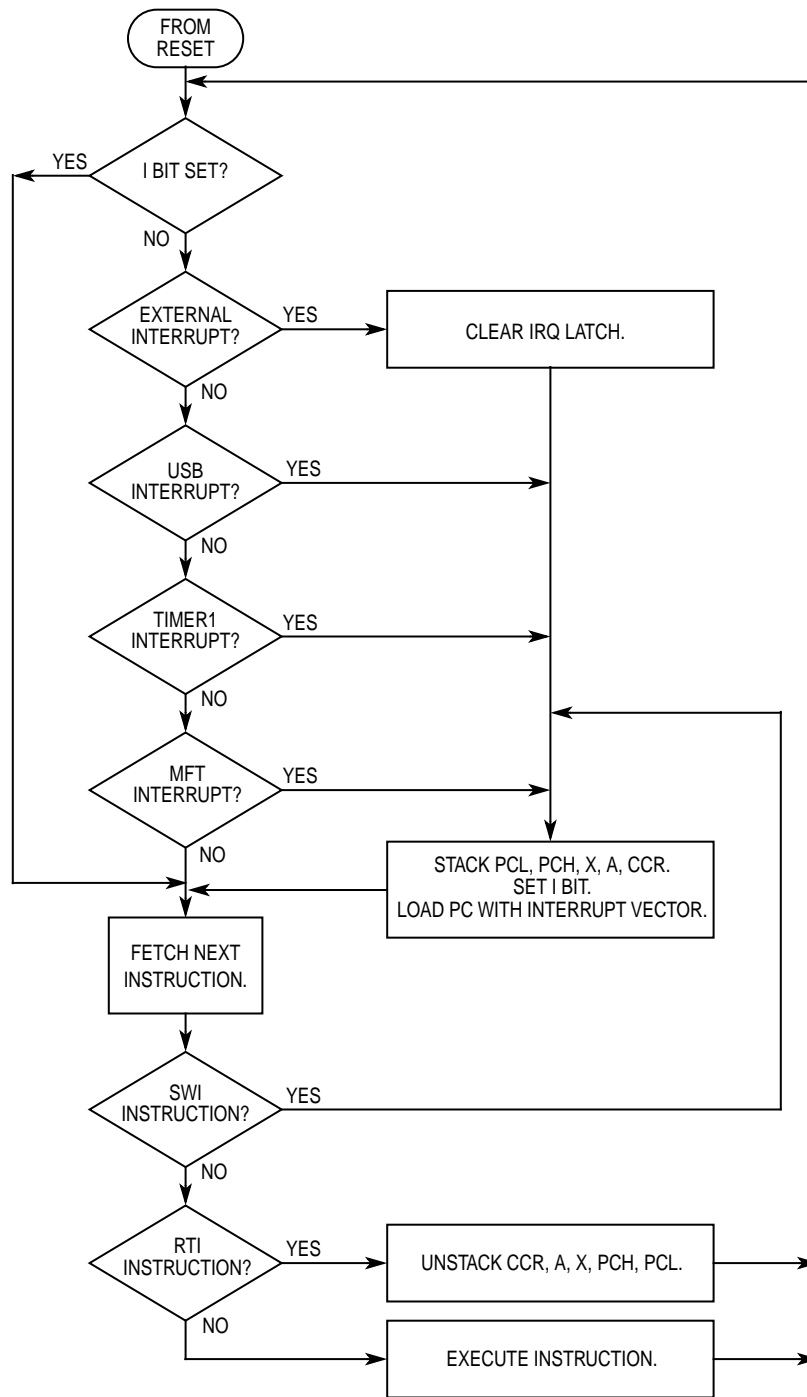 FROM
RESET
YES
I BIT SET?
NO
EXTERNAL
INTERRUPT?
YES
CLEAR IRQ LATCH.
NO
USB
INTERRUPT?
YES
NO
TIMER1
INTERRUPT?
YES
NO
MFT
INTERRUPT?
YES
NO
STACK PCL, PCH, X, A, CCR.
SET I BIT.
LOAD PC WITH INTERRUPT VECTOR.
FETCH NEXT
INSTRUCTION.
SWI
INSTRUCTION?
YES
NO
RTI
INSTRUCTION?
YES
UNSTACK CCR, A, X, PCH, PCL.
NO
EXECUTE INSTRUCTION.